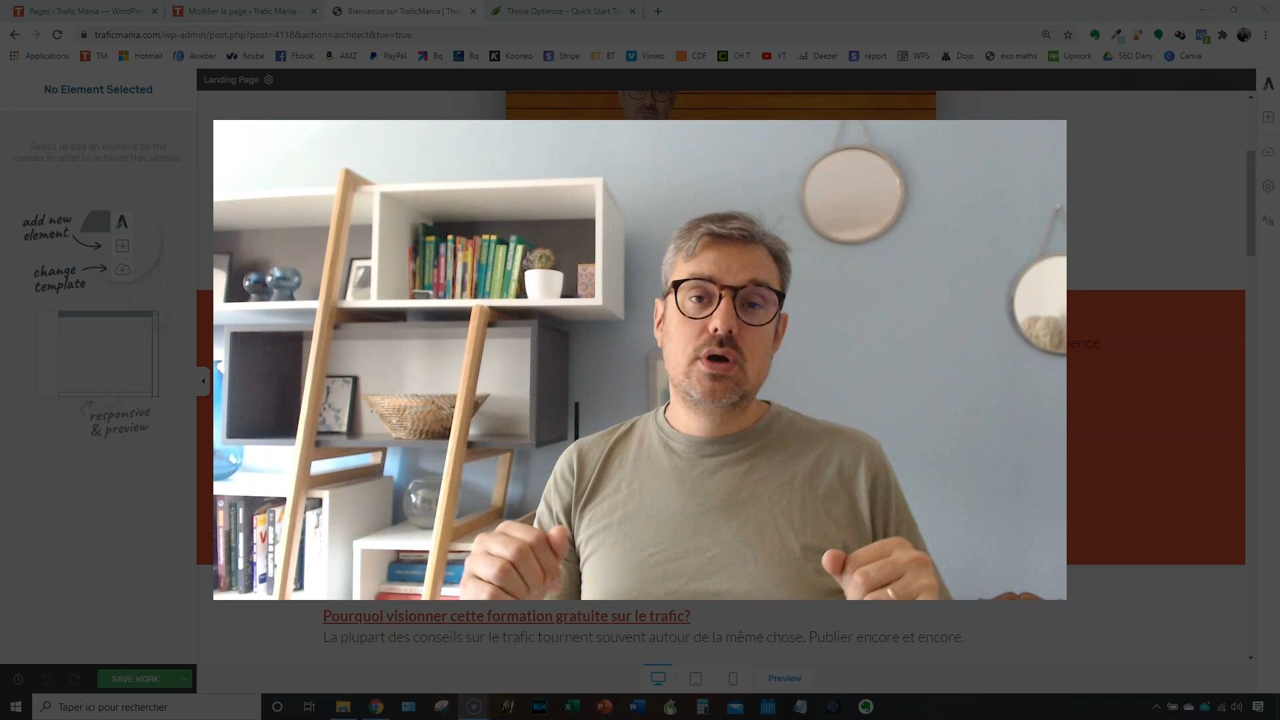 Pages ‹ Trafic Mania — WordPre
Modifier la page ‹ Trafic Mania —
Bienvenue sur TraficMania | Thri
Thrive Optimize – Quick Start Tu
traficmania.com/wp-admin/post.php?post=4118&action=architect&tve=true
Applications
TM
Hotmail
Awéber
Rcube
Fbook
AMZ
PayPal
Bq
Bq
Kooneo
Stripe
BT
Vimeo
CDF
CH T
YT
Deezer
report
WPS
Dojo
exo maths
Upwork
SEO Dany
Canva
No Element Selected
Landing Page
Select or add an element on the
canvas in order to activate this sidebar.
add new
element
change
template
responsive
& preview
ence
Pourquoi visionner cette formation gratuite sur le trafic?
La plupart des conseils sur le trafic tournent souvent autour de la même chose. Publier encore et encore.
SAVE WORK
Preview
Taper ici pour rechercher